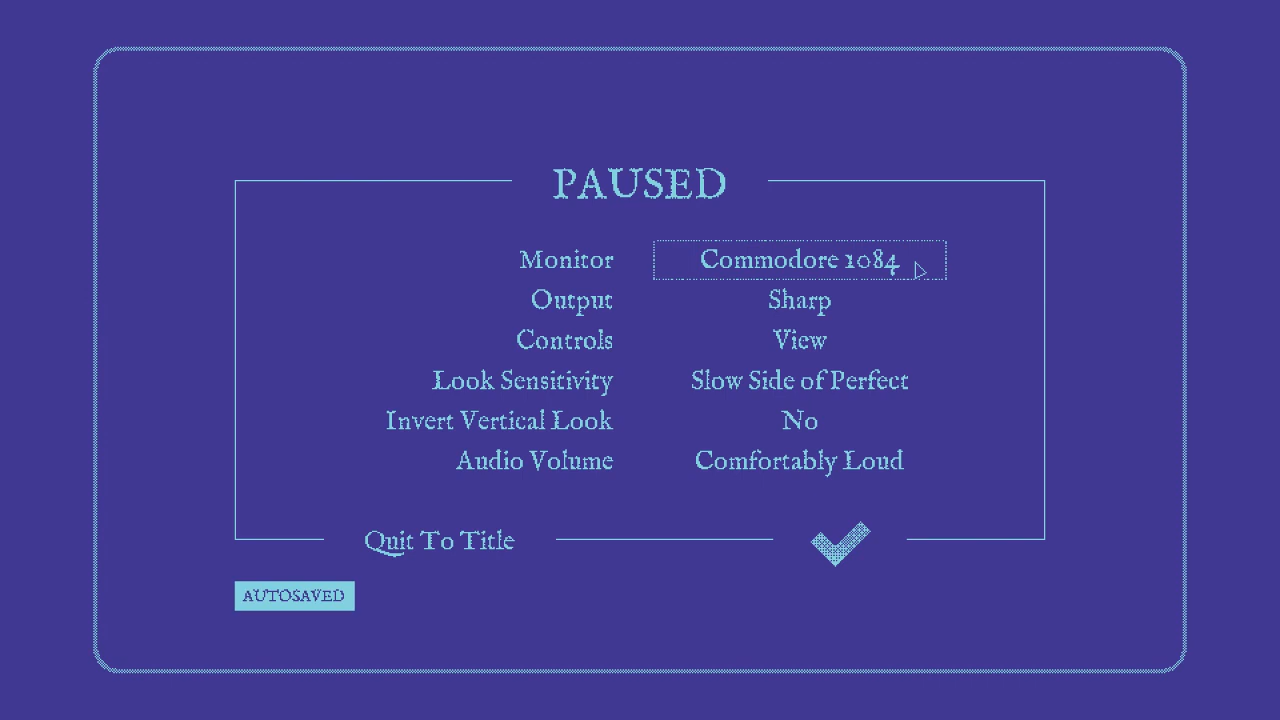 PAUSED
Monitor Commodore 1084
Output Sharp
Controls View
Look Sensitivity Slow Side of Perfect
Invert Vertical Look No
Audio Volume Comfortably Loud
Quit To Title
AUTOSAVED